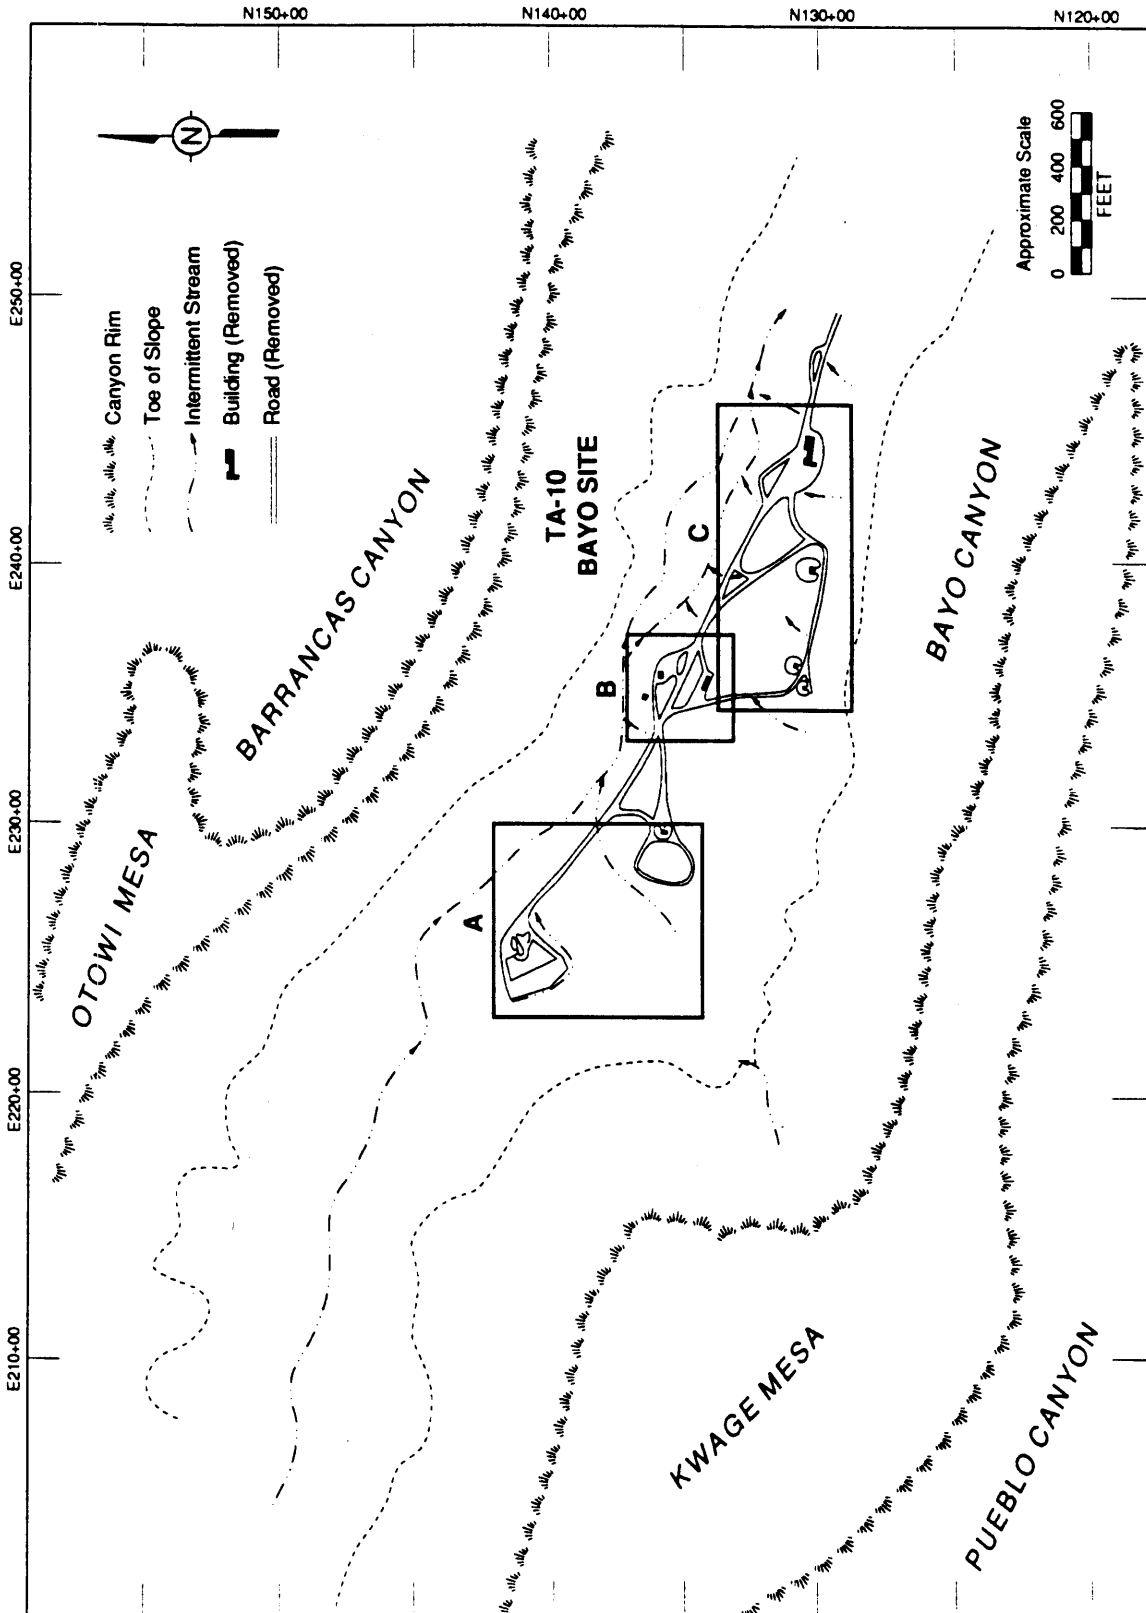 N150+00
N140+00
N130+00
N120+00
E250+00
E240+00
E230+00
E220+00
E210+00
N
Canyon Rim
Toe of Slope
Intermittent Stream
Building (Removed)
Road (Removed)
Approximate Scale
0 200 400 600
FEET
OTOWI MESA
BARRANCAS CANYON
TA-10
BAYO SITE
A
B
C
BAYO CANYON
KWAGE MESA
PUEBLO CANYON